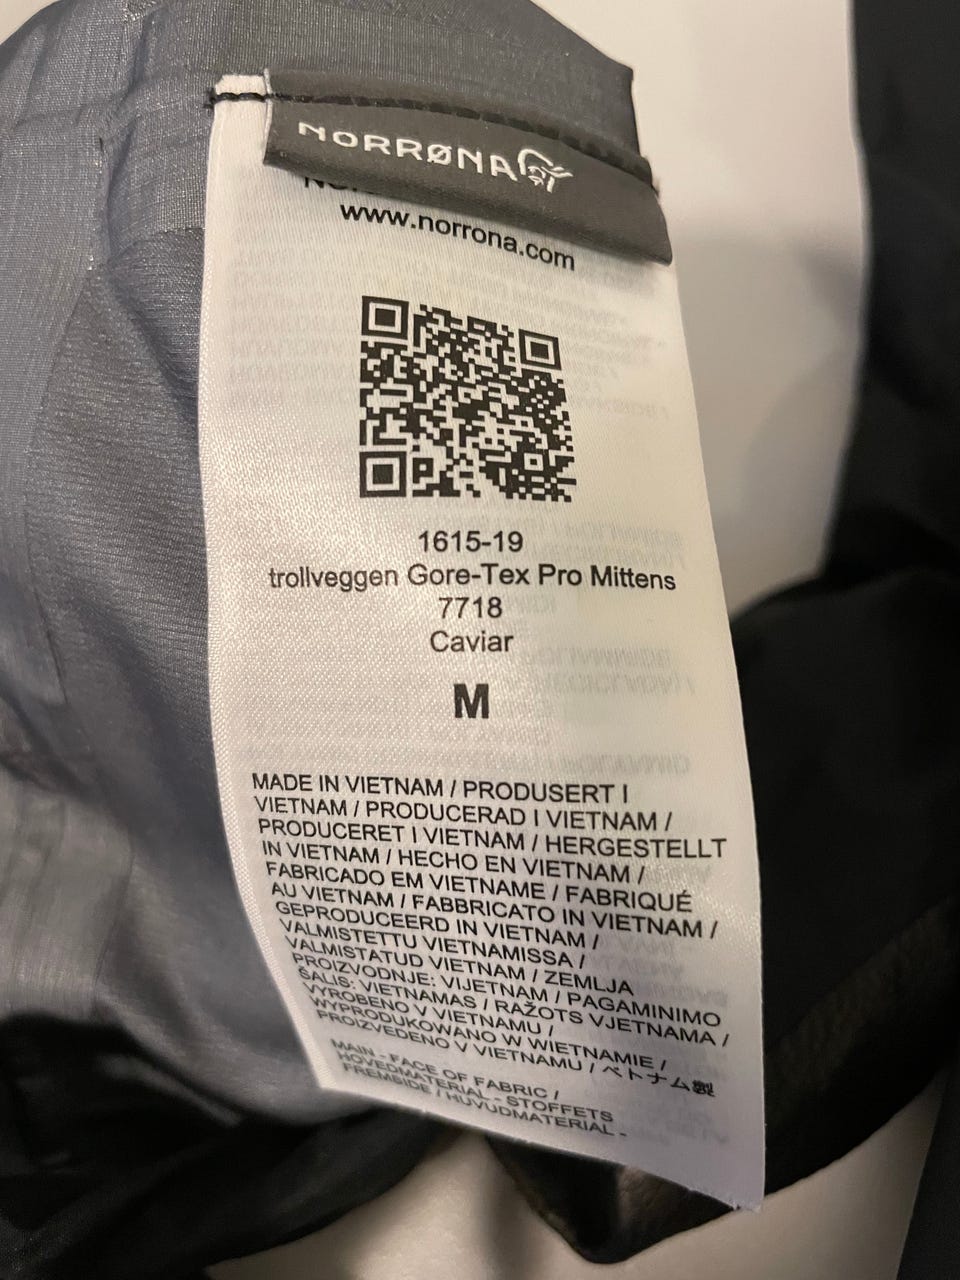 NORRØNA
www.norrona.com
1615-19
trollveggen Gore-Tex Pro Mittens
7718
Caviar
M
MADE IN VIETNAM / PRODUSERT I
VIETNAM / PRODUCERAD I VIETNAM /
PRODUCERET I VIETNAM / HERGESTELLT
IN VIETNAM / HECHO EN VIETNAM /
FABRICADO EM VIETNAME / FABRIQUÉ
AU VIETNAM / FABBRICATO IN VIETNAM /
GEPRODUCEERD IN VIETNAM /
VALMISTETTU VIETNAMISSA /
VALMISTATUD VIETNAM / ZEMLJA
PROIZVODNJE: VIJETNAM / PAGAMINIMO
ŠALIS: VIETNAMAS / RAŽOTS VJETNAMA /
VYROBENO V VIETNAMU /
WYPRODUKOWANO W WIETNAMIE /
PROIZVEDENO V VIETNAMU / ベトナム製
MAIN - FACE OF FABRIC /
HOVEDMATERIAL - STOFFETS
FREMSIDE / HUVUDMATERIAL -